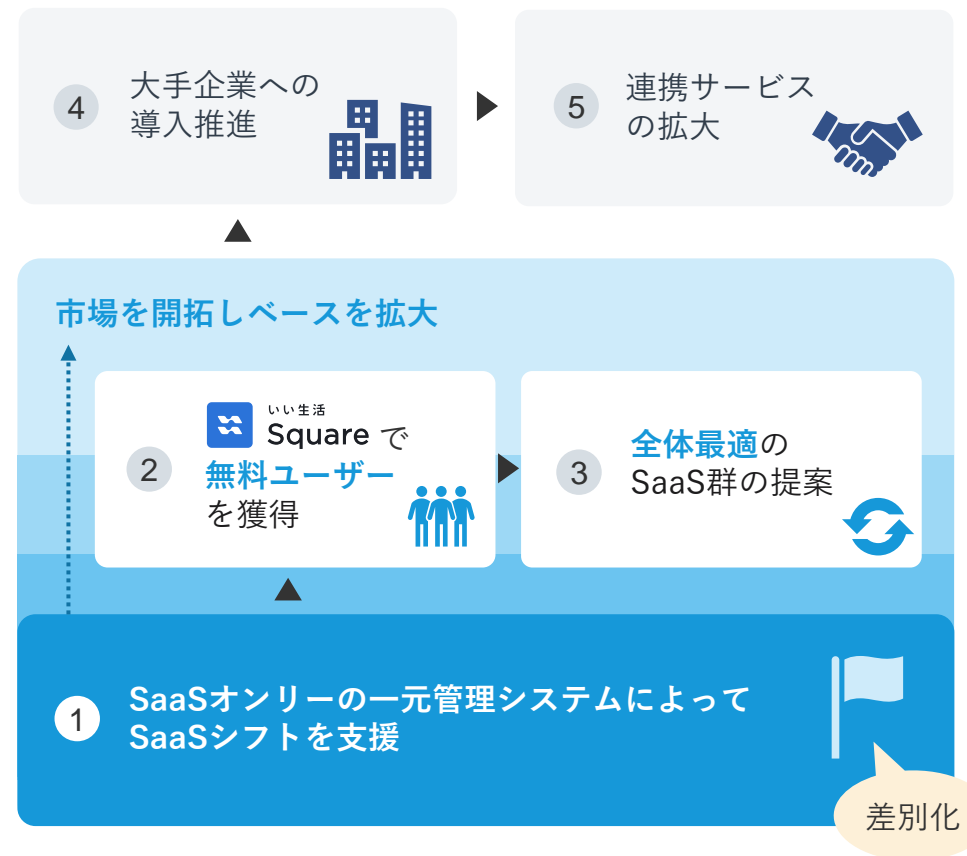 4
大手企業への
導入推進
5
連携サービス
の拡大
市場を開拓しベースを拡大
2
いい生活
Square で
無料ユーザー
を獲得
3
全体最適の
SaaS群の提案
1
SaaSオンリーの一元管理システムによって
SaaSシフトを支援
差別化